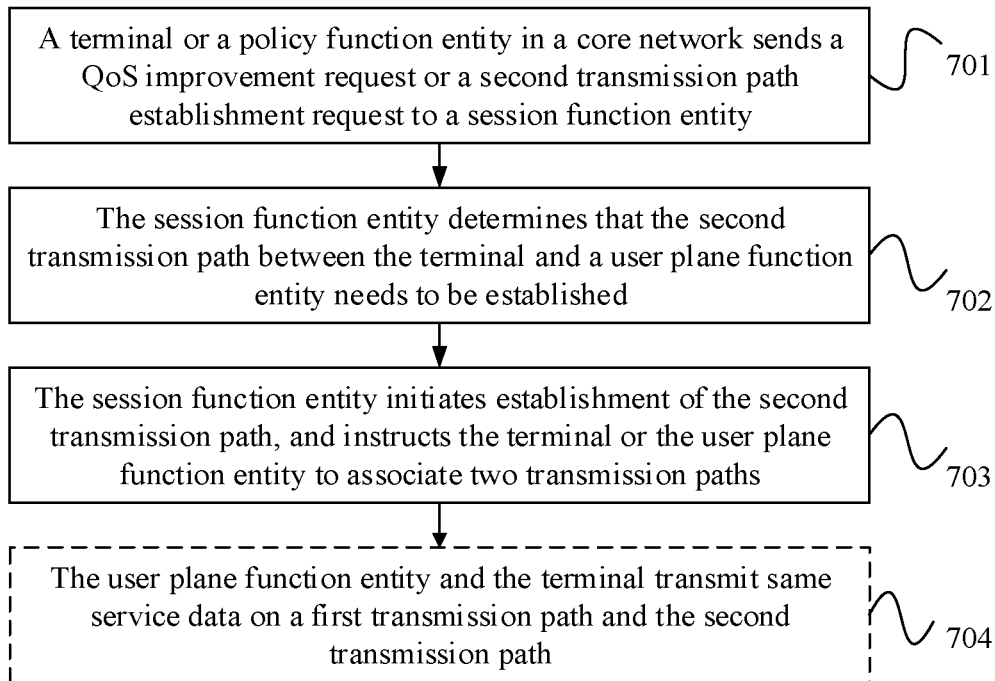 A terminal or a policy function entity in a core network sends a
QoS improvement request or a second transmission path
establishment request to a session function entity
701
The session function entity determines that the second
transmission path between the terminal and a user plane function
entity needs to be established
702
The session function entity initiates establishment of the second
transmission path, and instructs the terminal or the user plane
function entity to associate two transmission paths
703
The user plane function entity and the terminal transmit same
service data on a first transmission path and the second
transmission path
704